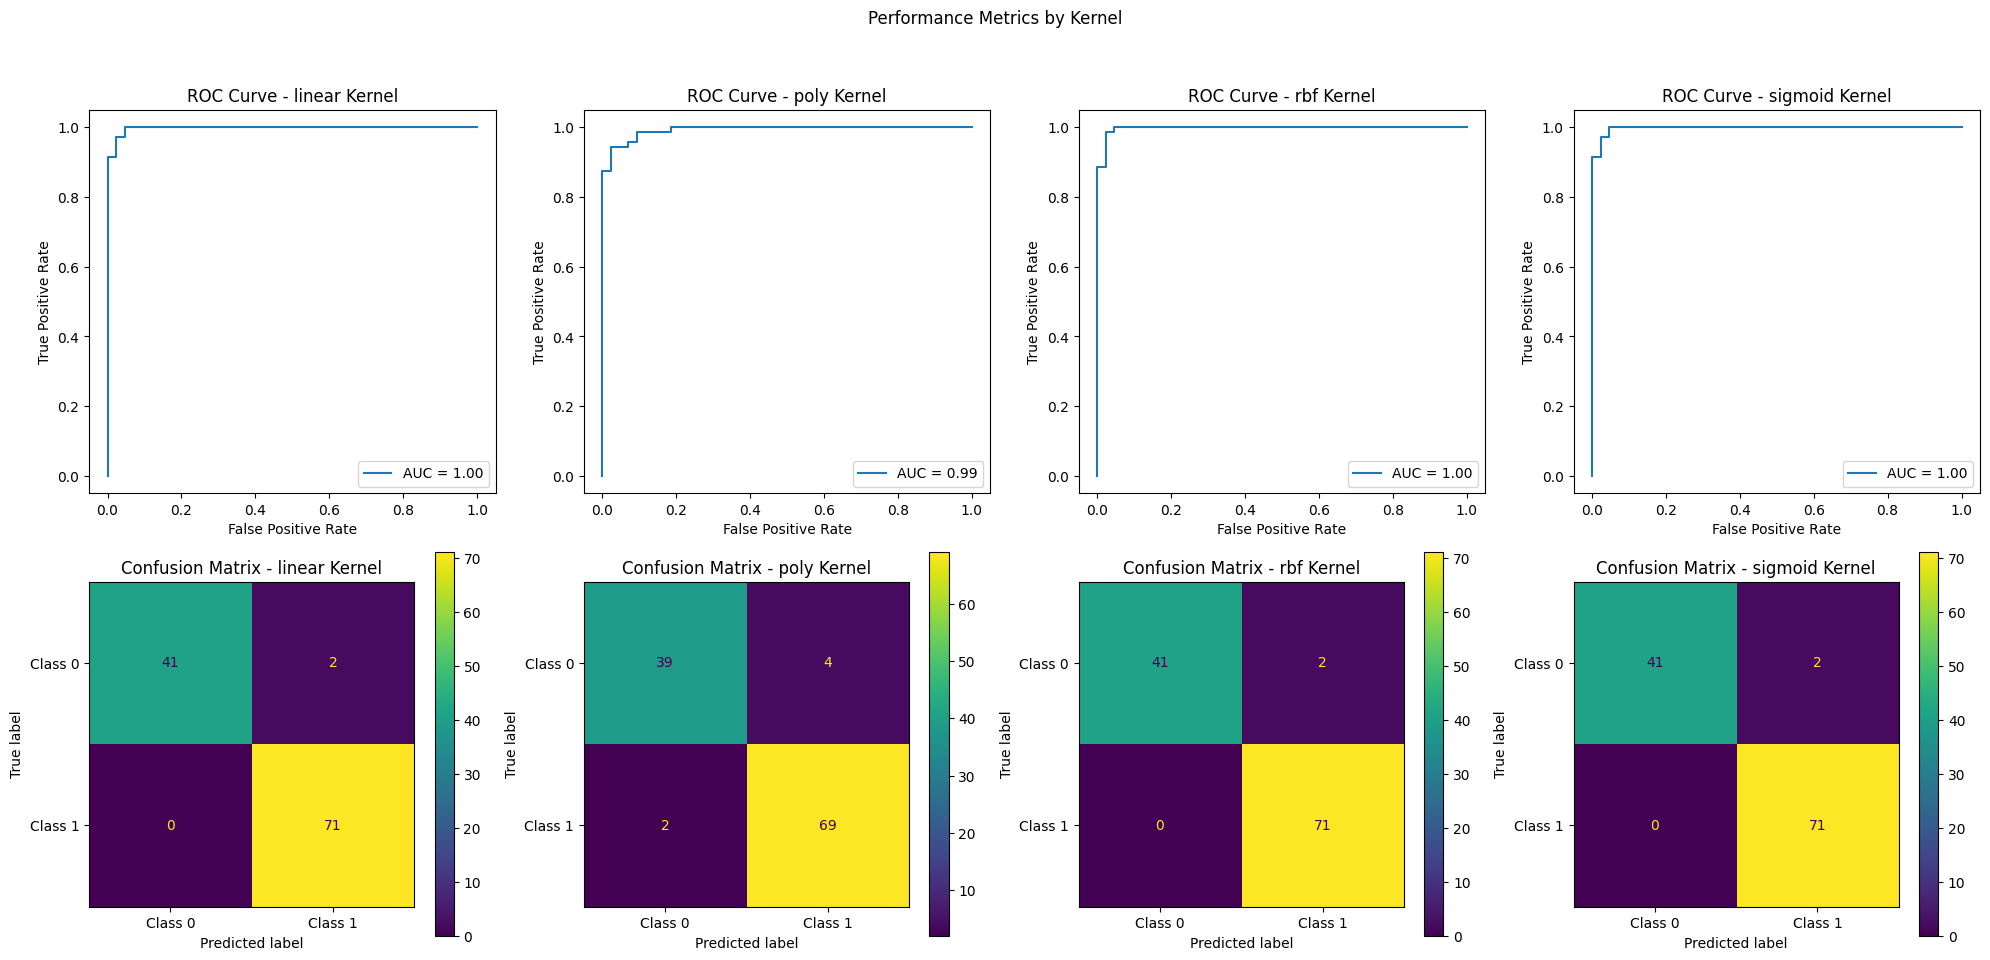 Performance Metrics by Kernel
ROC Curve - linear Kernel
1.0
0.8
0.6
0.4
0.2
0.0
True Positive Rate
AUC = 1.00
0.0 0.2 0.4 0.6 0.8 1.0
False Positive Rate
ROC Curve - poly Kernel
1.0
0.8
0.6
0.4
0.2
0.0
True Positive Rate
AUC = 0.99
0.0 0.2 0.4 0.6 0.8 1.0
False Positive Rate
ROC Curve - rbf Kernel
1.0
0.8
0.6
0.4
0.2
0.0
True Positive Rate
AUC = 1.00
0.0 0.2 0.4 0.6 0.8 1.0
False Positive Rate
ROC Curve - sigmoid Kernel
1.0
0.8
0.6
0.4
0.2
0.0
True Positive Rate
AUC = 1.00
0.0 0.2 0.4 0.6 0.8 1.0
False Positive Rate
Confusion Matrix - linear Kernel
Class 0 41 2
Class 1 0 71
True label
Class 0 Class 1
Predicted label
70
60
50
40
30
20
10
0
Confusion Matrix - poly Kernel
Class 0 39 4
Class 1 2 69
True label
Class 0 Class 1
Predicted label
60
50
40
30
20
10
Confusion Matrix - rbf Kernel
Class 0 41 2
Class 1 0 71
True label
Class 0 Class 1
Predicted label
70
60
50
40
30
20
10
0
Confusion Matrix - sigmoid Kernel
Class 0 41 2
Class 1 0 71
True label
Class 0 Class 1
Predicted label
70
60
50
40
30
20
10
0